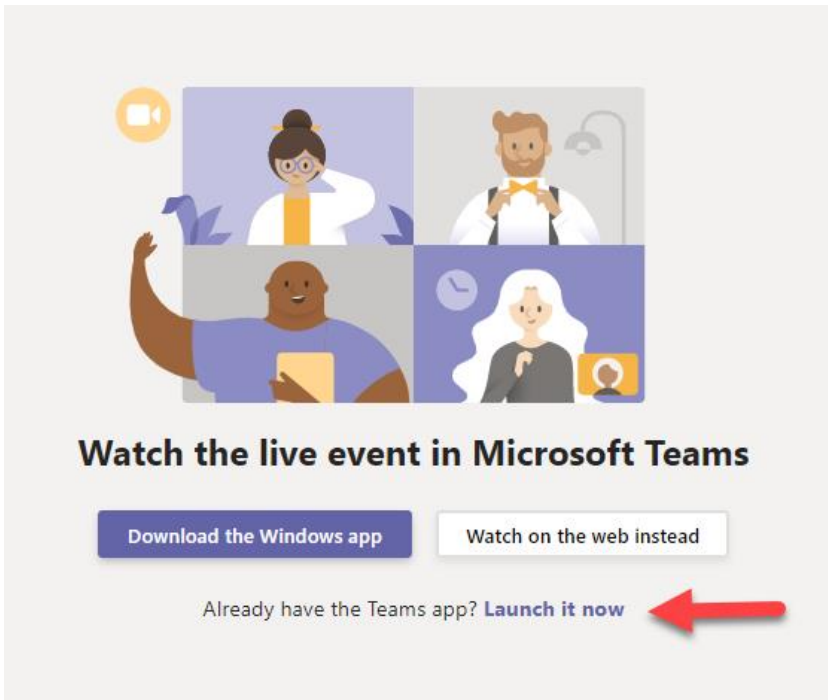 Watch the live event in Microsoft Teams
Download the Windows app
Watch on the web instead
Already have the Teams app? Launch it now